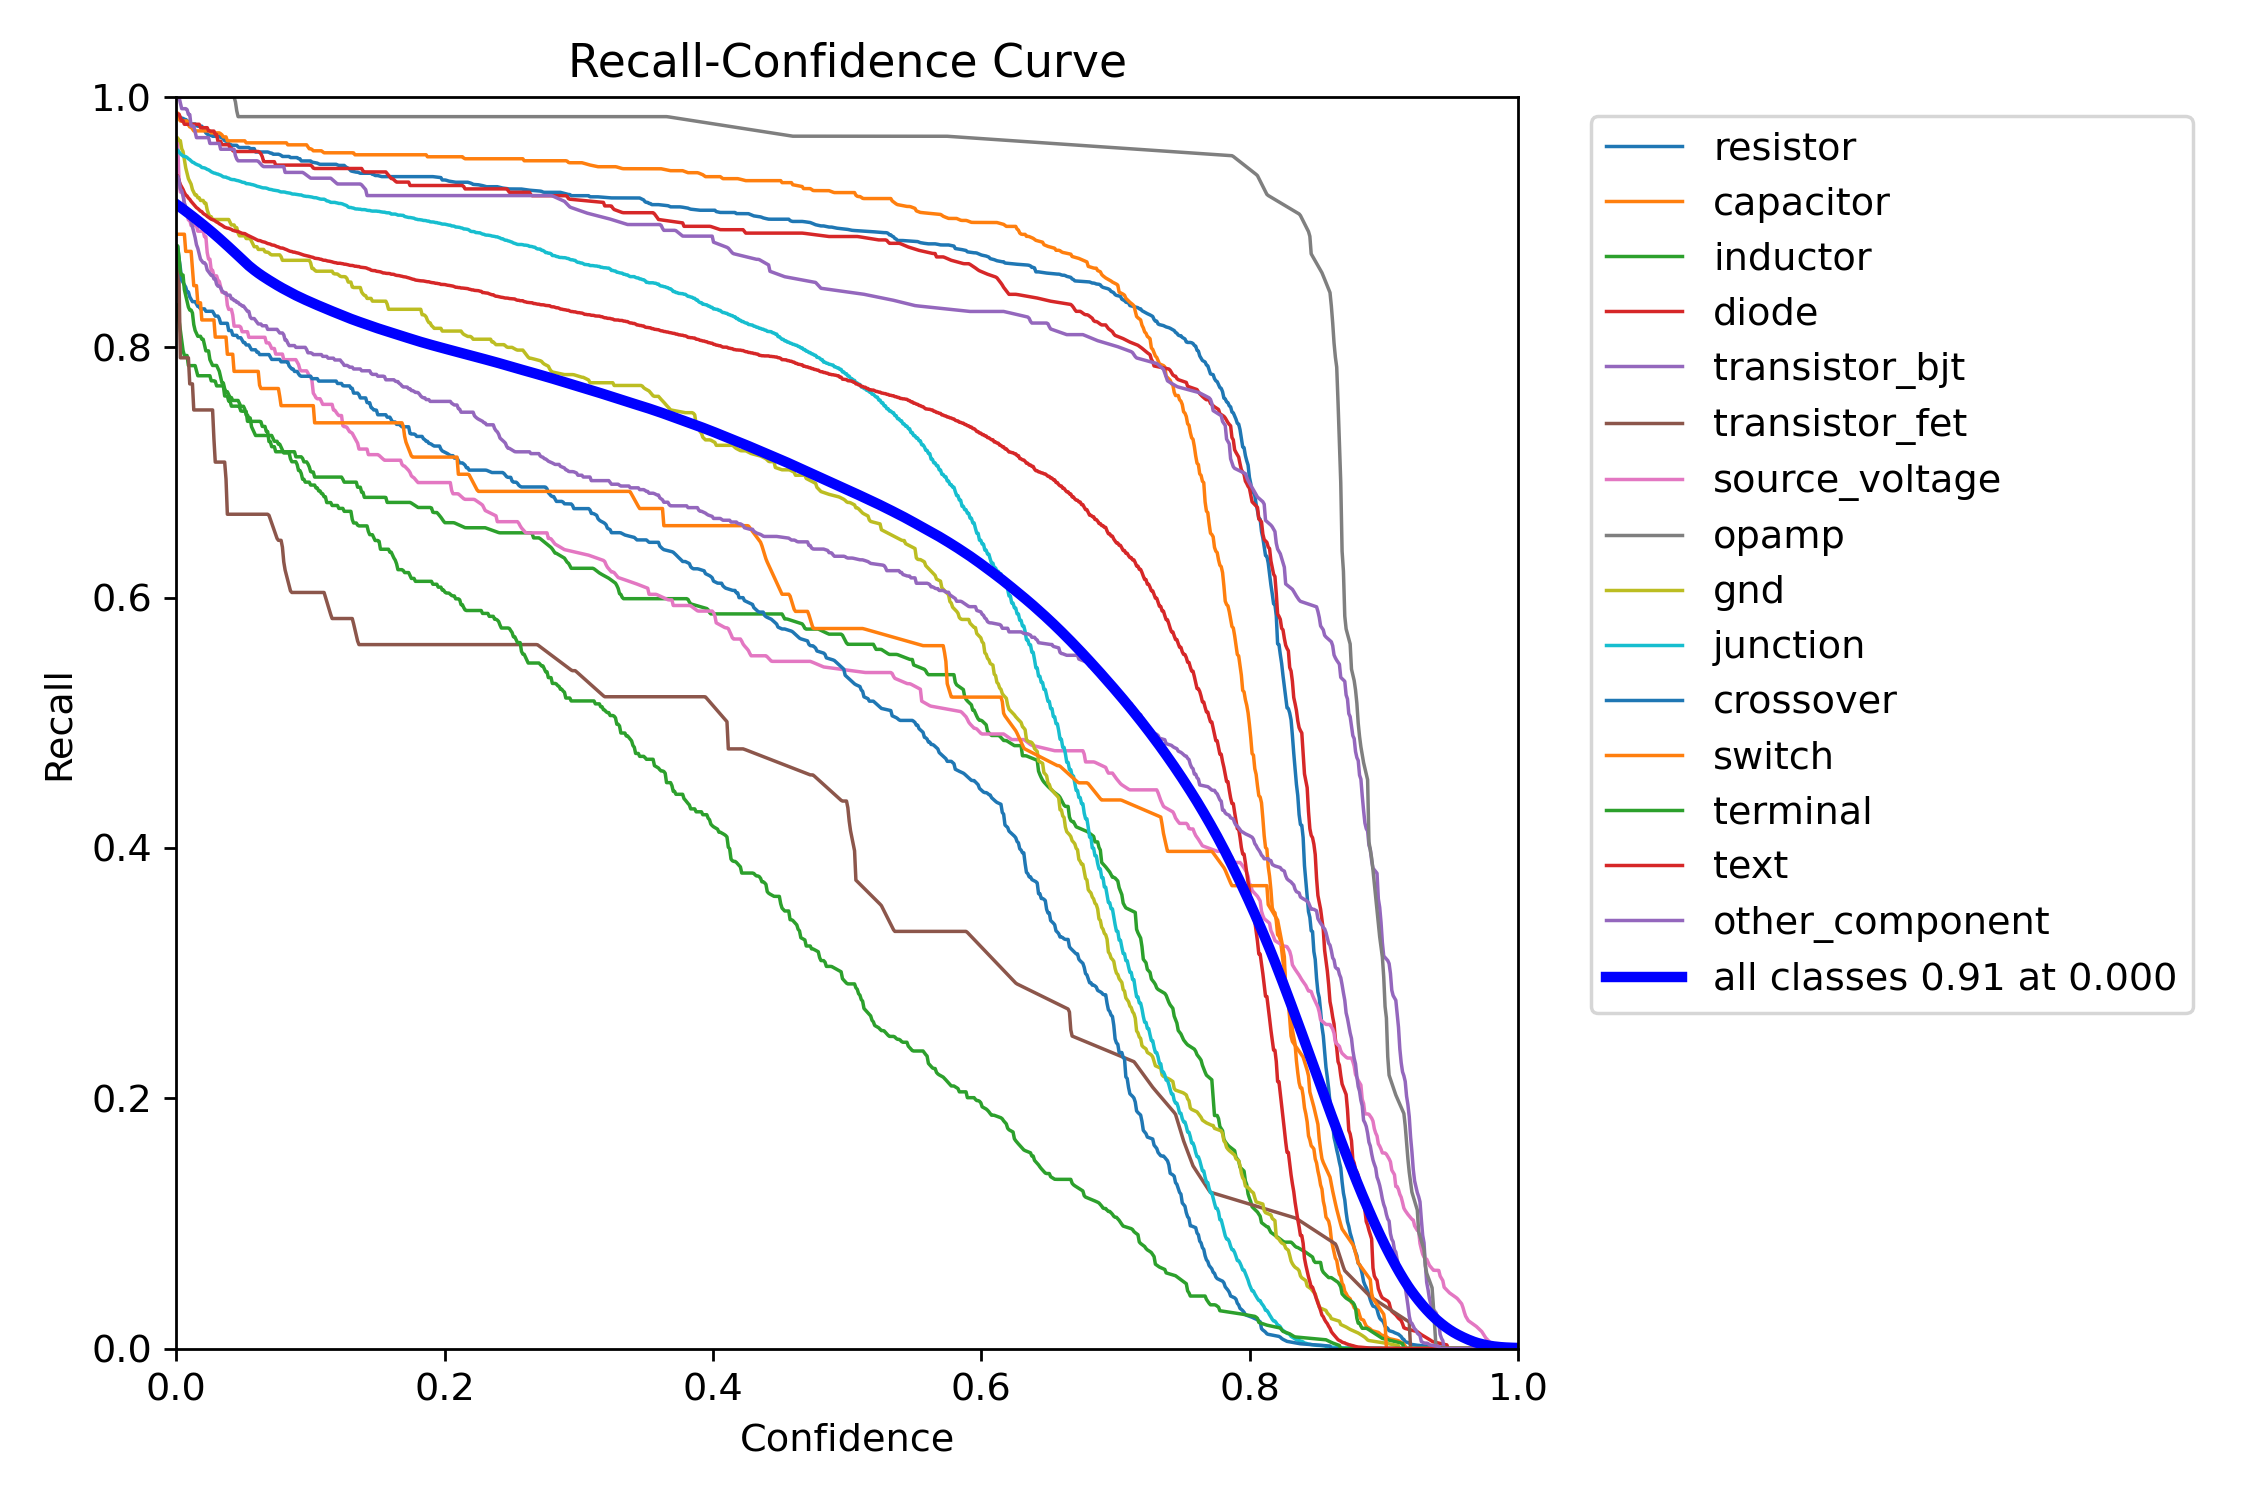 Recall-Confidence Curve
1.0
0.8
0.6
0.4
0.2
0.0
Recall
0.0 0.2 0.4 0.6 0.8 1.0
Confidence
resistor
capacitor
inductor
diode
transistor_bjt
transistor_fet
source_voltage
opamp
gnd
junction
crossover
switch
terminal
text
other_component
all classes 0.91 at 0.000